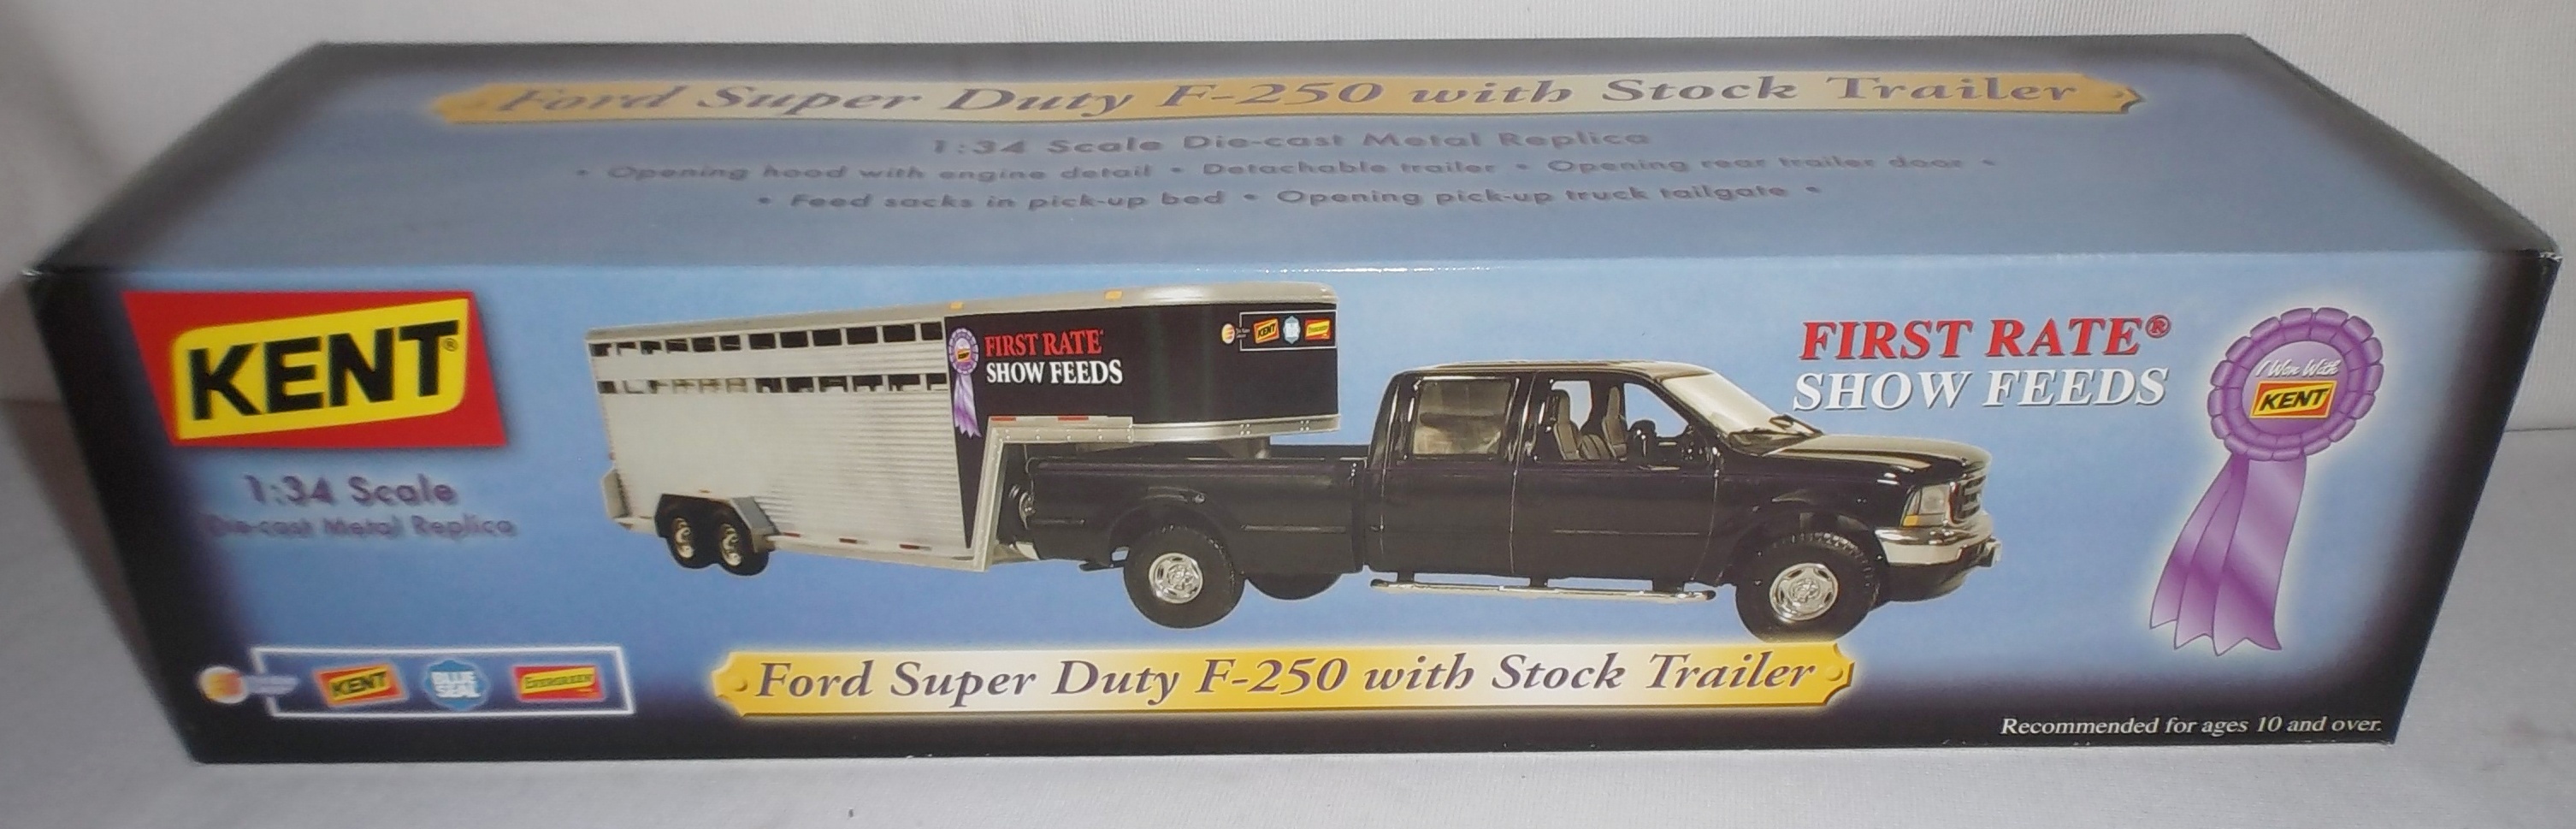 Ford Super Duty F-250 with Stock Trailer
1:34 Scale Die-cast Metal Replica
• Opening hood with engine detail • Detachable trailer • Opening rear trailer door •
• Feed sacks in pick-up bed • Opening pick-up truck tailgate •
KENT®
1:34 Scale
Die-cast Metal Replica
FIRST RATE
SHOW FEEDS
KENT
FIRST RATE®
SHOW FEEDS
I Won With
KENT
KENT
BLUE
SEAL
EVERGREEN
Ford Super Duty F-250 with Stock Trailer
Recommended for ages 10 and over.